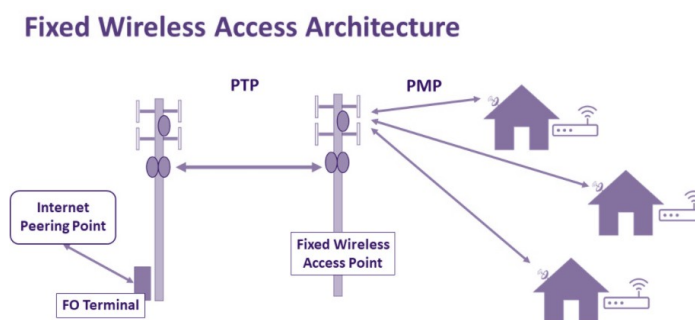 Fixed Wireless Access Architecture
PTP
PMP
Internet
Peering Point
Fixed Wireless
Access Point
FO Terminal